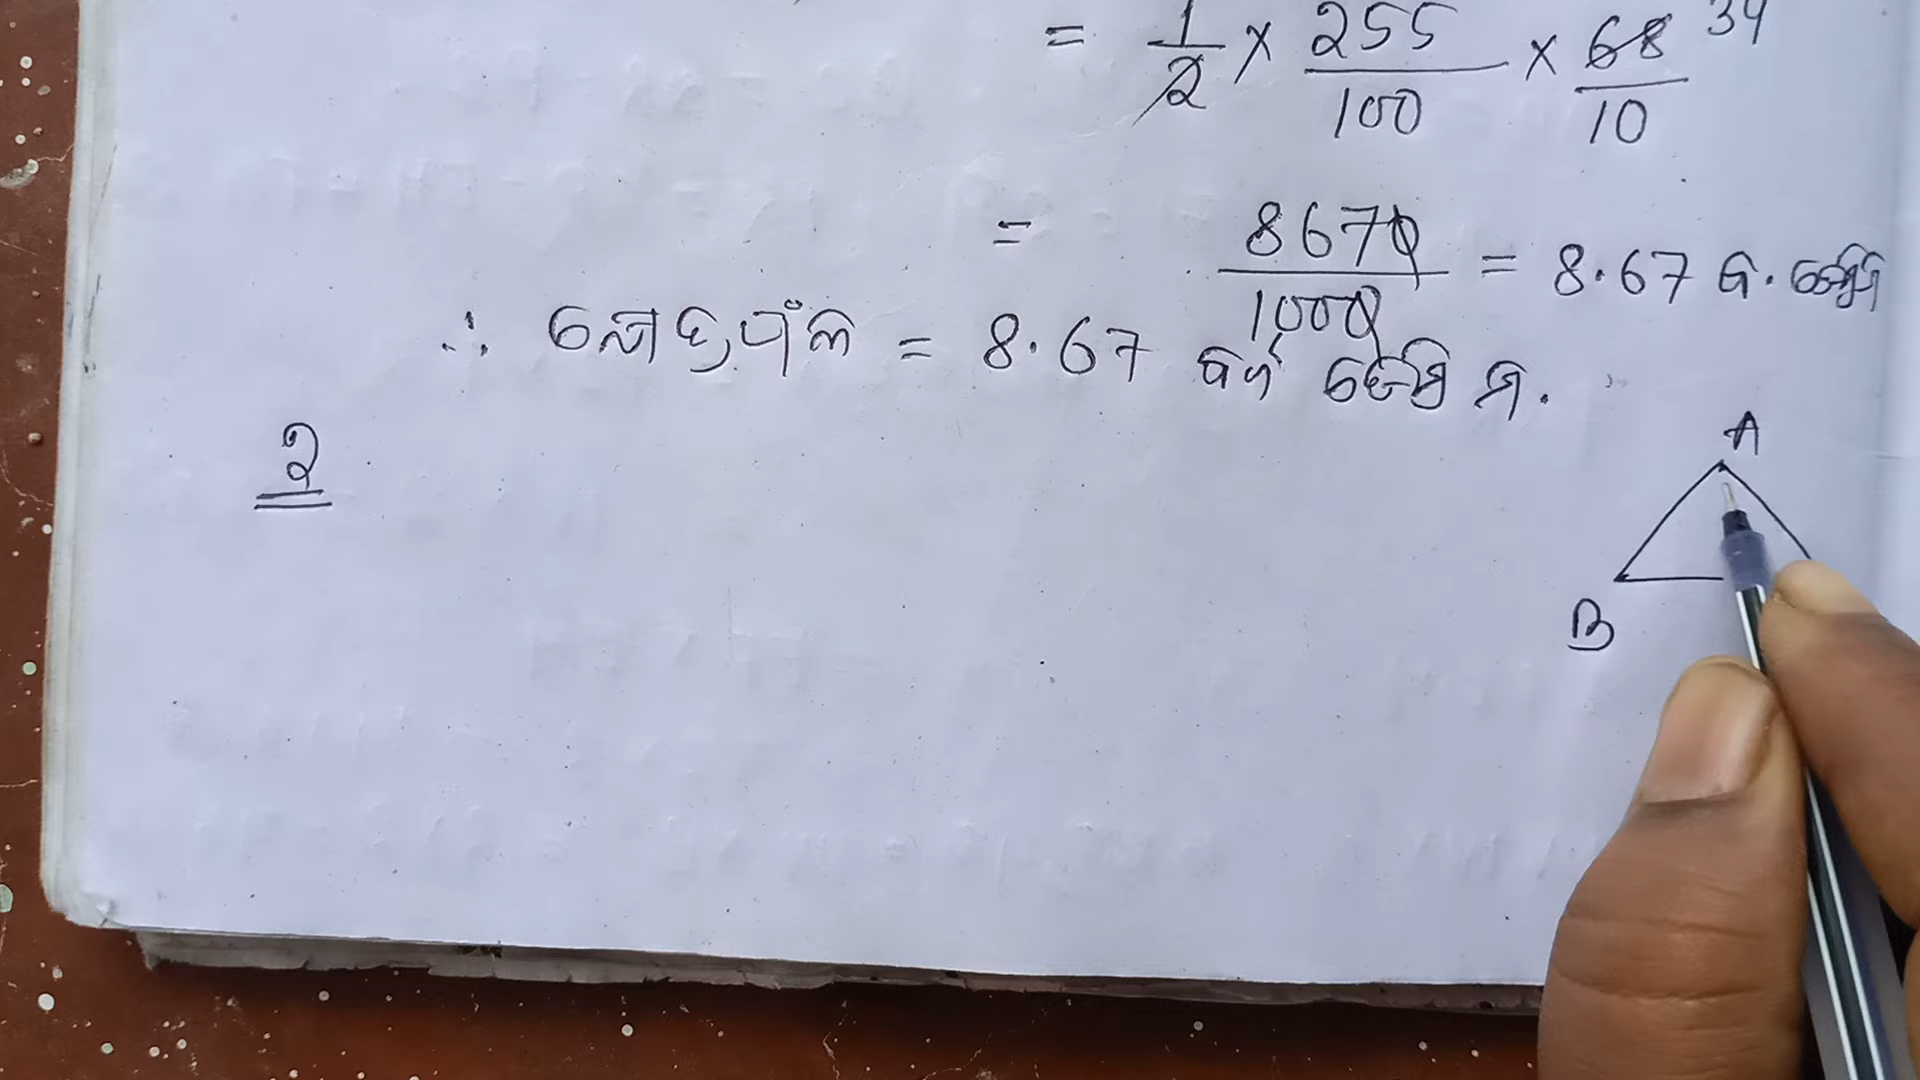 = 1/2 × 255/100 × 68/10 34
= 8670/1000 = 8.67 ବ. ସେମି
∴ କ୍ଷେତ୍ରଫଳ = 8.67 ବର୍ଗ ସେମି ମି.
୨
A
B